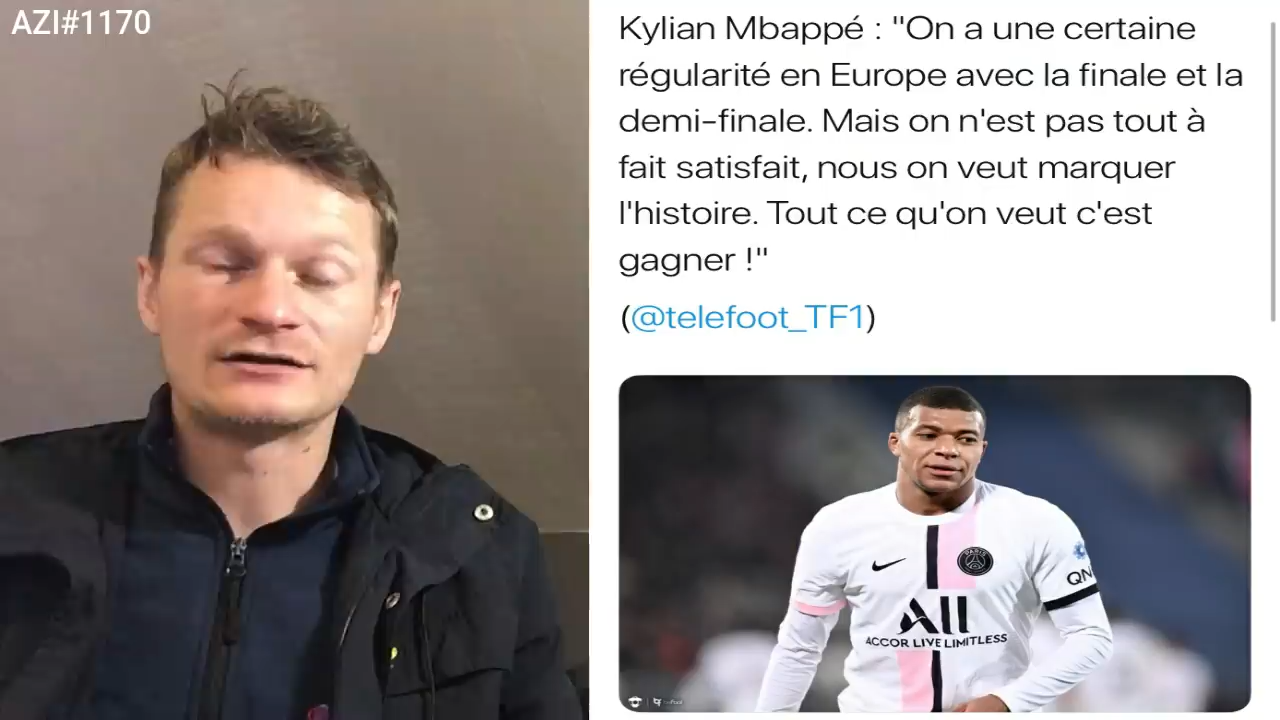 AZI#1170
Kylian Mbappé : "On a une certaine
régularité en Europe avec la finale et la
demi-finale. Mais on n'est pas tout à
fait satisfait, nous on veut marquer
l'histoire. Tout ce qu'on veut c'est
gagner !"
(@telefoot_TF1)
PARIS
QN
ALL
ACCOR LIVE LIMITLESS